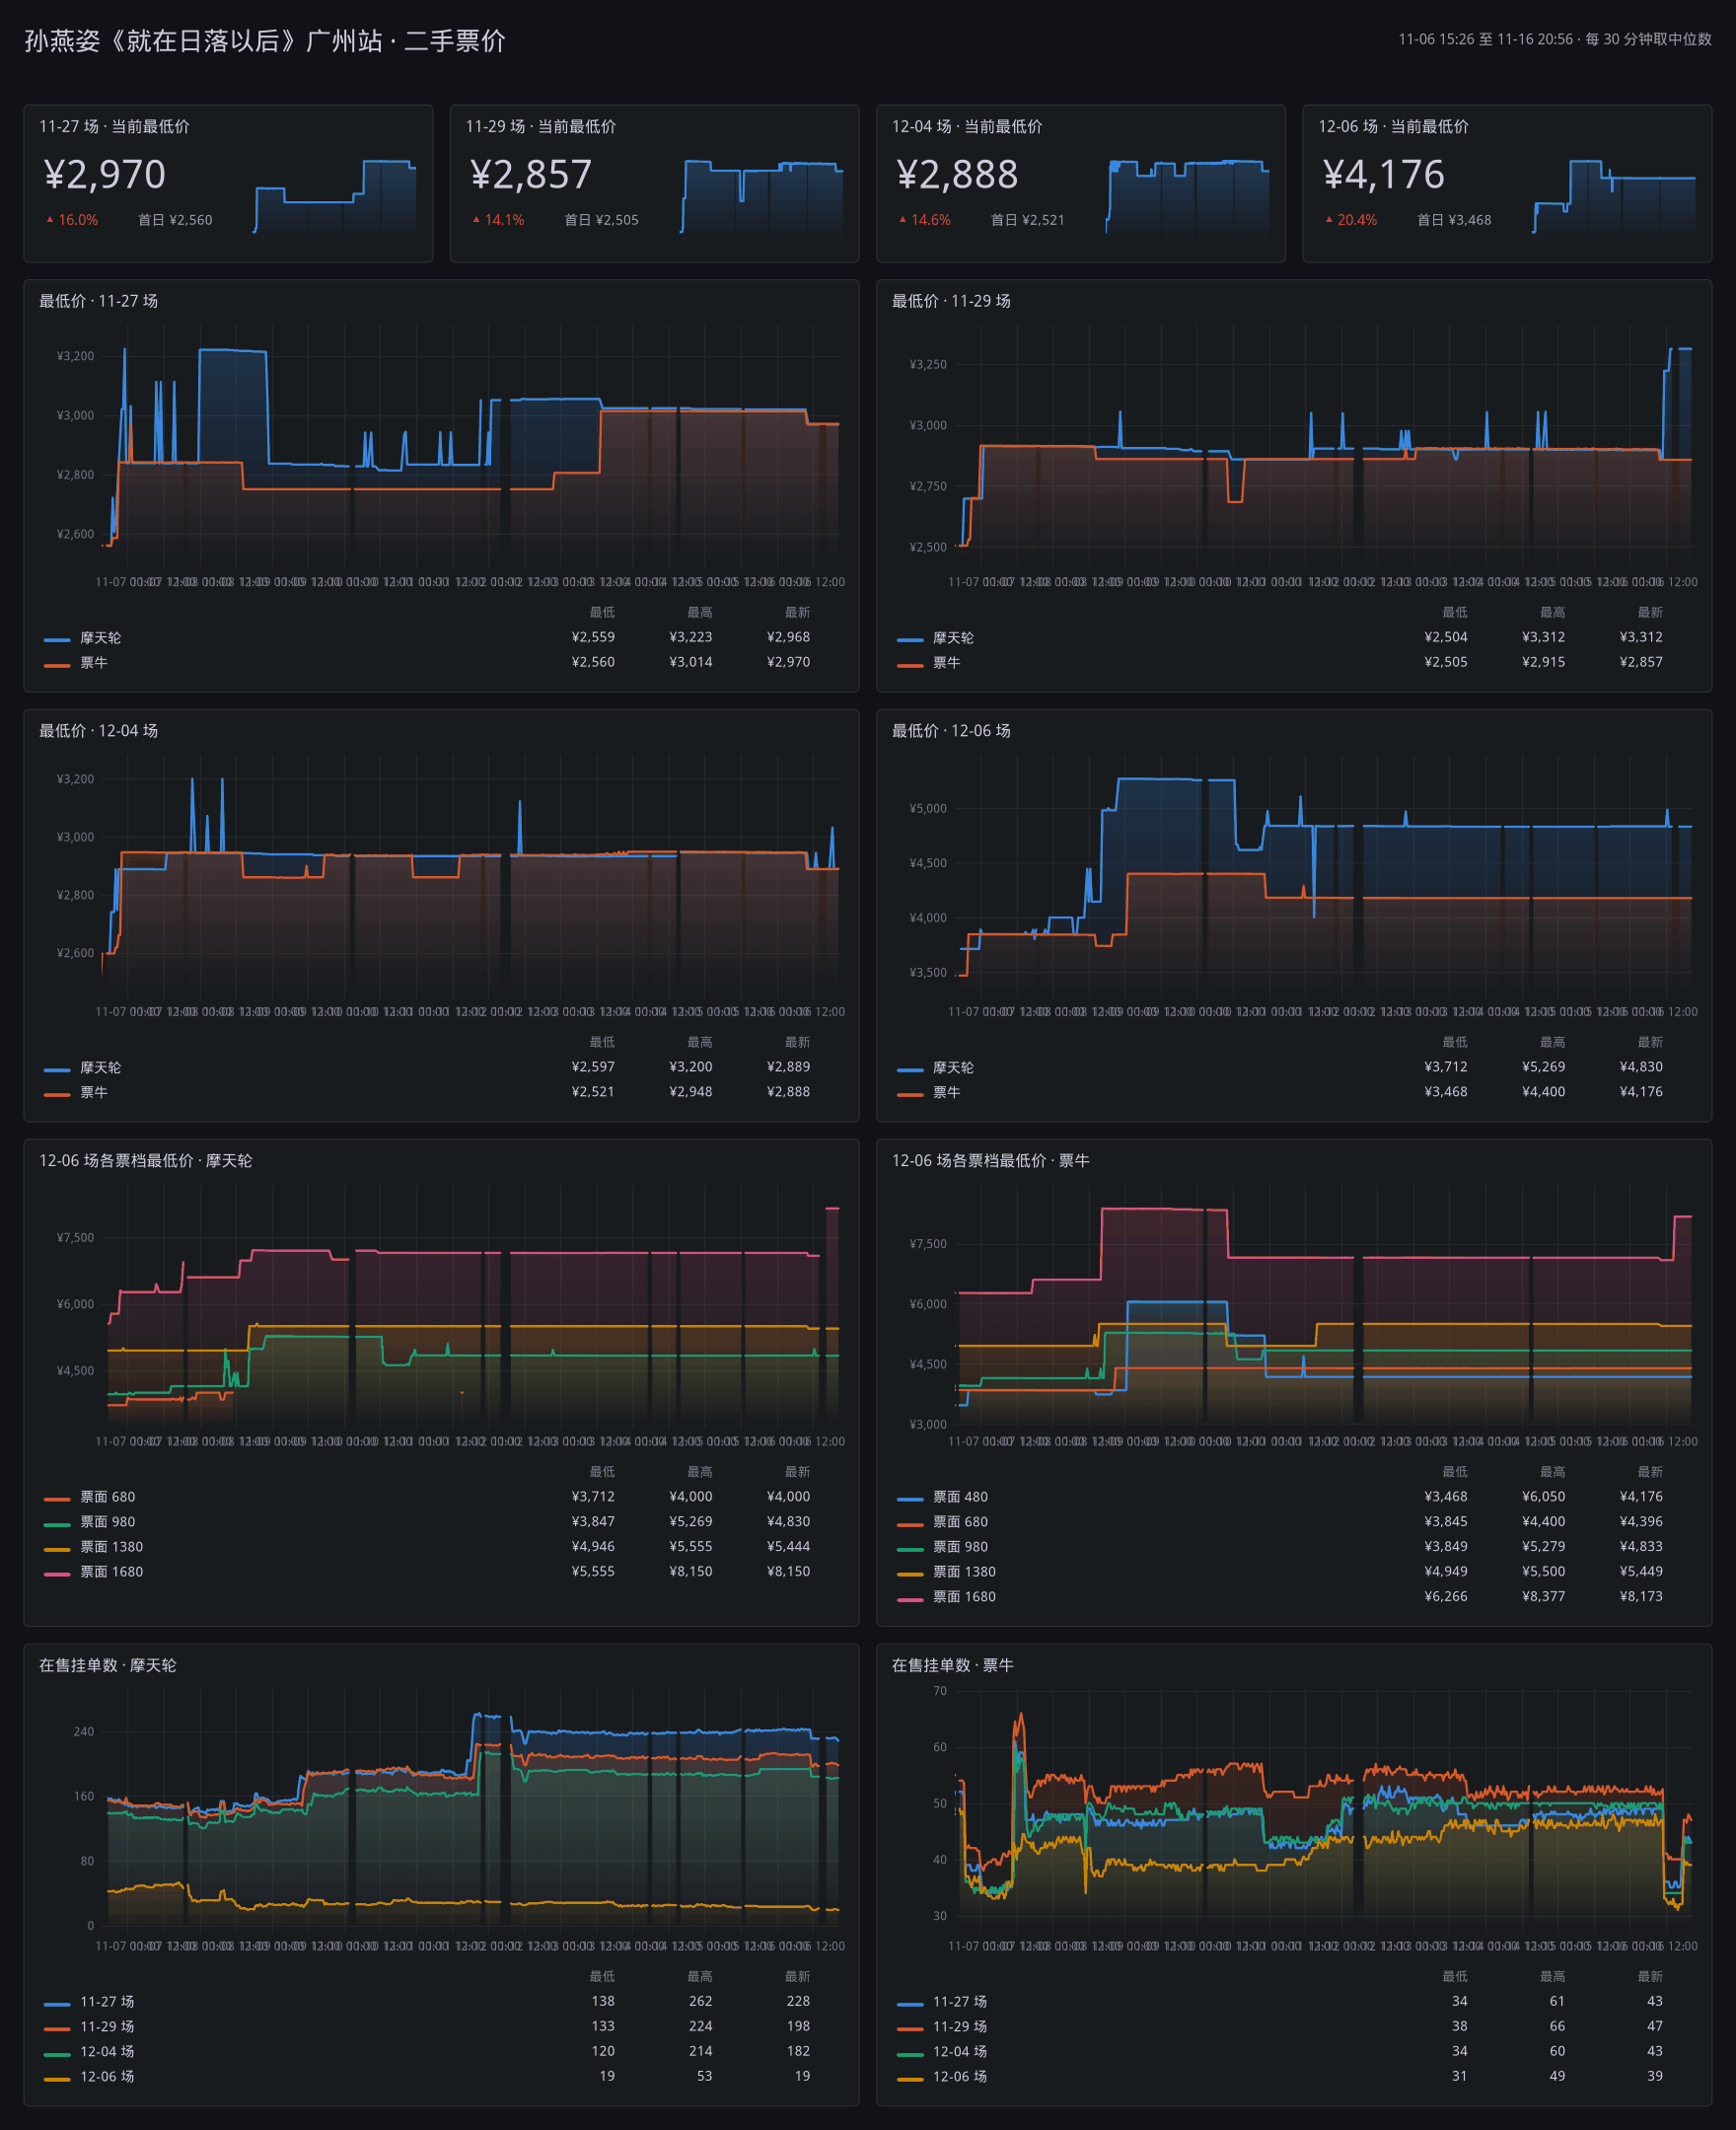 孙燕姿《就在日落以后》广州站 · 二手票价
11-06 15:26 至 11-16 20:56 · 每 30 分钟取中位数
11-27 场 · 当前最低价
¥2,970
▲ 16.0% 首日 ¥2,560
11-29 场 · 当前最低价
¥2,857
▲ 14.1% 首日 ¥2,505
12-04 场 · 当前最低价
¥2,888
▲ 14.6% 首日 ¥2,521
12-06 场 · 当前最低价
¥4,176
▲ 20.4% 首日 ¥3,468
最低价 · 11-27 场
¥3,200
¥3,000
¥2,800
¥2,600
最低 最高 最新
摩天轮 ¥2,559 ¥3,223 ¥2,968
票牛 ¥2,560 ¥3,014 ¥2,970
最低价 · 11-29 场
¥3,250
¥3,000
¥2,750
¥2,500
最低 最高 最新
摩天轮 ¥2,504 ¥3,312 ¥3,312
票牛 ¥2,505 ¥2,915 ¥2,857
最低价 · 12-04 场
¥3,200
¥3,000
¥2,800
¥2,600
最低 最高 最新
摩天轮 ¥2,597 ¥3,200 ¥2,889
票牛 ¥2,521 ¥2,948 ¥2,888
最低价 · 12-06 场
¥5,000
¥4,500
¥4,000
¥3,500
最低 最高 最新
摩天轮 ¥3,712 ¥5,269 ¥4,830
票牛 ¥3,468 ¥4,400 ¥4,176
12-06 场各票档最低价 · 摩天轮
¥7,500
¥6,000
¥4,500
最低 最高 最新
票面 680 ¥3,712 ¥4,000 ¥4,000
票面 980 ¥3,847 ¥5,269 ¥4,830
票面 1380 ¥4,946 ¥5,555 ¥5,444
票面 1680 ¥5,555 ¥8,150 ¥8,150
12-06 场各票档最低价 · 票牛
¥7,500
¥6,000
¥4,500
¥3,000
最低 最高 最新
票面 480 ¥3,468 ¥6,050 ¥4,176
票面 680 ¥3,845 ¥4,400 ¥4,396
票面 980 ¥3,849 ¥5,279 ¥4,833
票面 1380 ¥4,949 ¥5,500 ¥5,449
票面 1680 ¥6,266 ¥8,377 ¥8,173
在售挂单数 · 摩天轮
240
160
80
0
最低 最高 最新
11-27 场 138 262 228
11-29 场 133 224 198
12-04 场 120 214 182
12-06 场 19 53 19
在售挂单数 · 票牛
70
60
50
40
30
最低 最高 最新
11-27 场 34 61 43
11-29 场 38 66 47
12-04 场 34 60 43
12-06 场 31 49 39